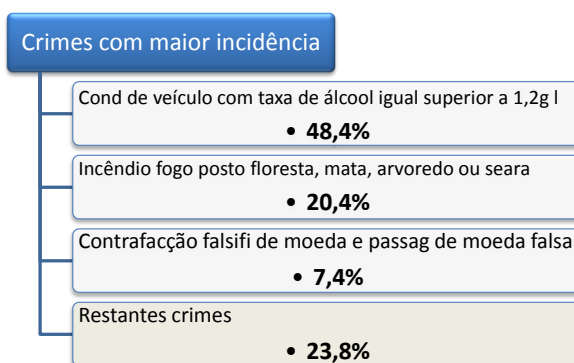 Crimes com maior incidência
Cond de veículo com taxa de álcool igual superior a 1,2g l
• 48,4%
Incêndio fogo posto floresta, mata, arvoredo ou seara
• 20,4%
Contrafacção falsifi de moeda e passag de moeda falsa
• 7,4%
Restantes crimes
• 23,8%